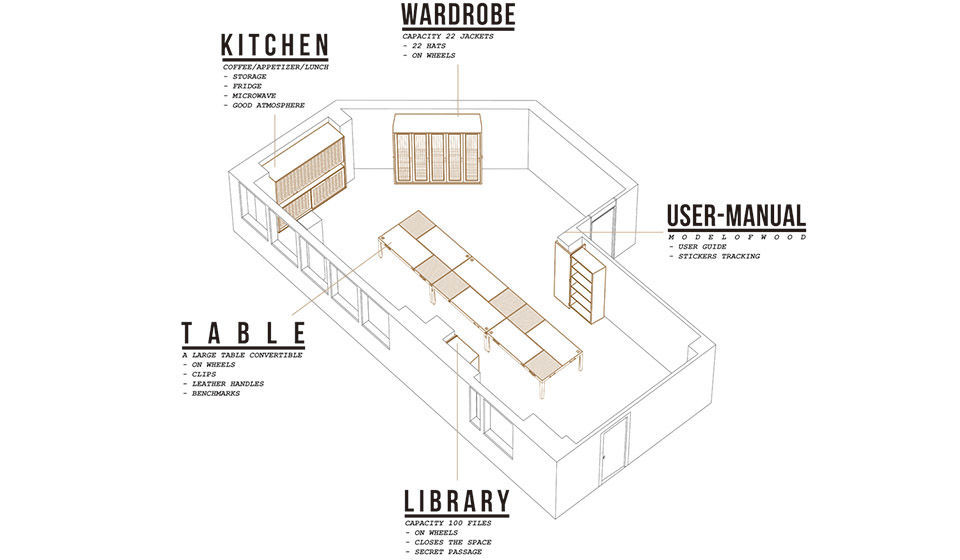 WARDROBE
CAPACITY 22 JACKETS
- 22 HATS
- ON WHEELS
KITCHEN
COFFEE/APPETIZER/LUNCH
- STORAGE
- FRIDGE
- MICROWAVE
- GOOD ATMOSPHERE
USER-MANUAL
MODELOFWOOD
- USER GUIDE
- STICKERS TRACKING
TABLE
A LARGE TABLE CONVERTIBLE
- ON WHEELS
- CLIPS
- LEATHER HANDLES
- BENCHMARKS
LIBRARY
CAPACITY 100 FILES
- ON WHEELS
- CLOSES THE SPACE
- SECRET PASSAGE